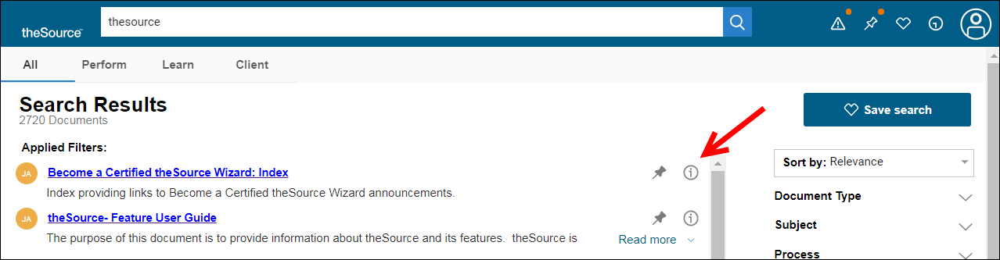 theSource™
thesource
All Perform Learn Client
Search Results
2720 Documents
Save search
Applied Filters:
JA Become a Certified theSource Wizard: Index
Index providing links to Become a Certified theSource Wizard announcements.
JA theSource- Feature User Guide
The purpose of this document is to provide information about theSource and its features. theSource is
Read more
Sort by: Relevance
Document Type
Subject
Process